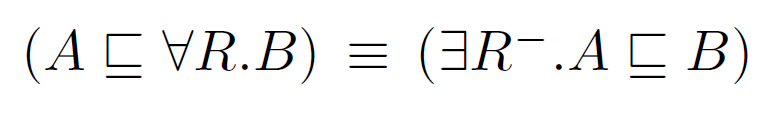 (A ⊑ ∀R.B) ≡ (∃R⁻.A ⊑ B)